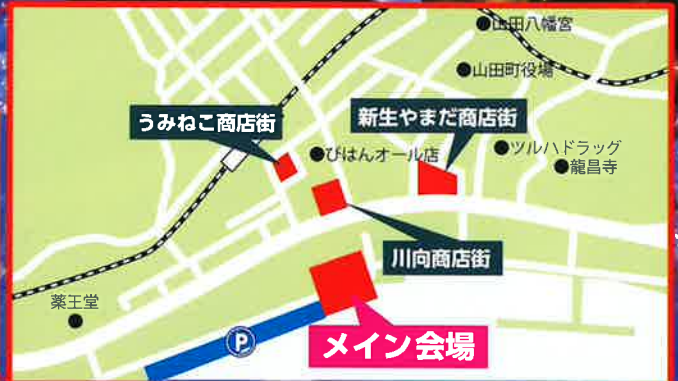 山田八幡宮
山田町役場
うみねこ商店街
新生やまだ商店街
びはんオール店
ツルハドラッグ
龍昌寺
川向商店街
薬王堂
P
メイン会場